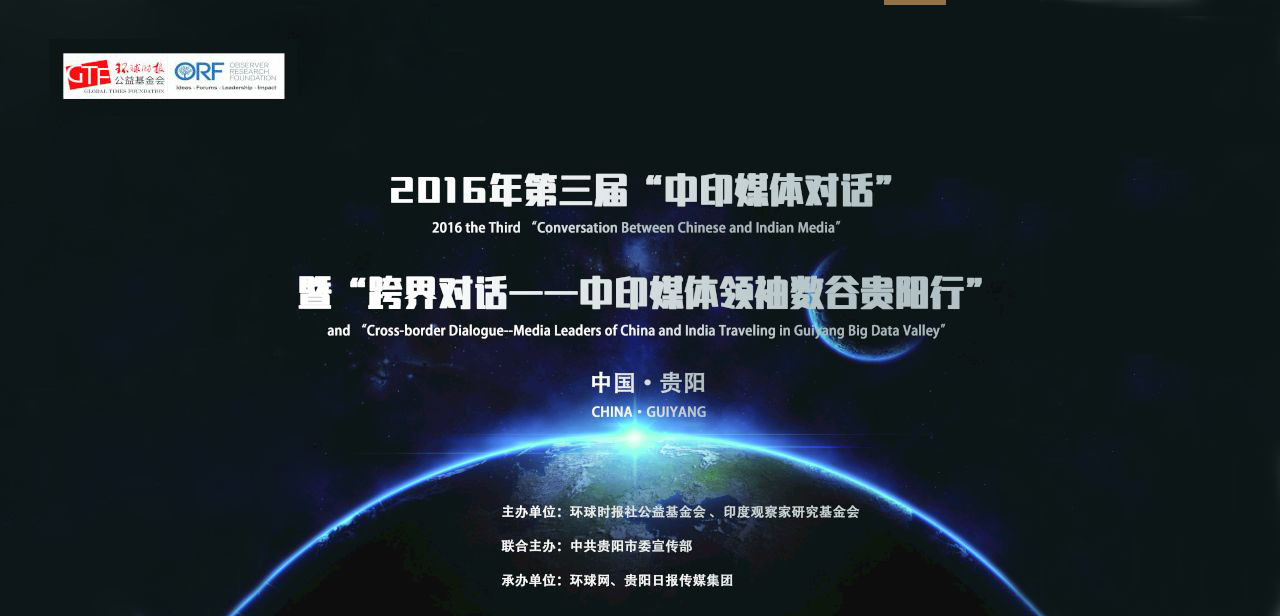 GTF 环球时报
公益基金会
GLOBAL TIMES FOUNDATION
ORF OBSERVER
RESEARCH
FOUNDATION
Ideas · Forums · Leadership · Impact
2016年第三届“中印媒体对话”
2016 the Third “Conversation Between Chinese and Indian Media”
暨“跨界对话——中印媒体领袖数谷贵阳行”
and “Cross-border Dialogue--Media Leaders of China and India Traveling in Guiyang Big Data Valley”
中国·贵阳
CHINA·GUIYANG
主办单位：环球时报社公益基金会、印度观察家研究基金会
联合主办：中共贵阳市委宣传部
承办单位：环球网、贵阳日报传媒集团